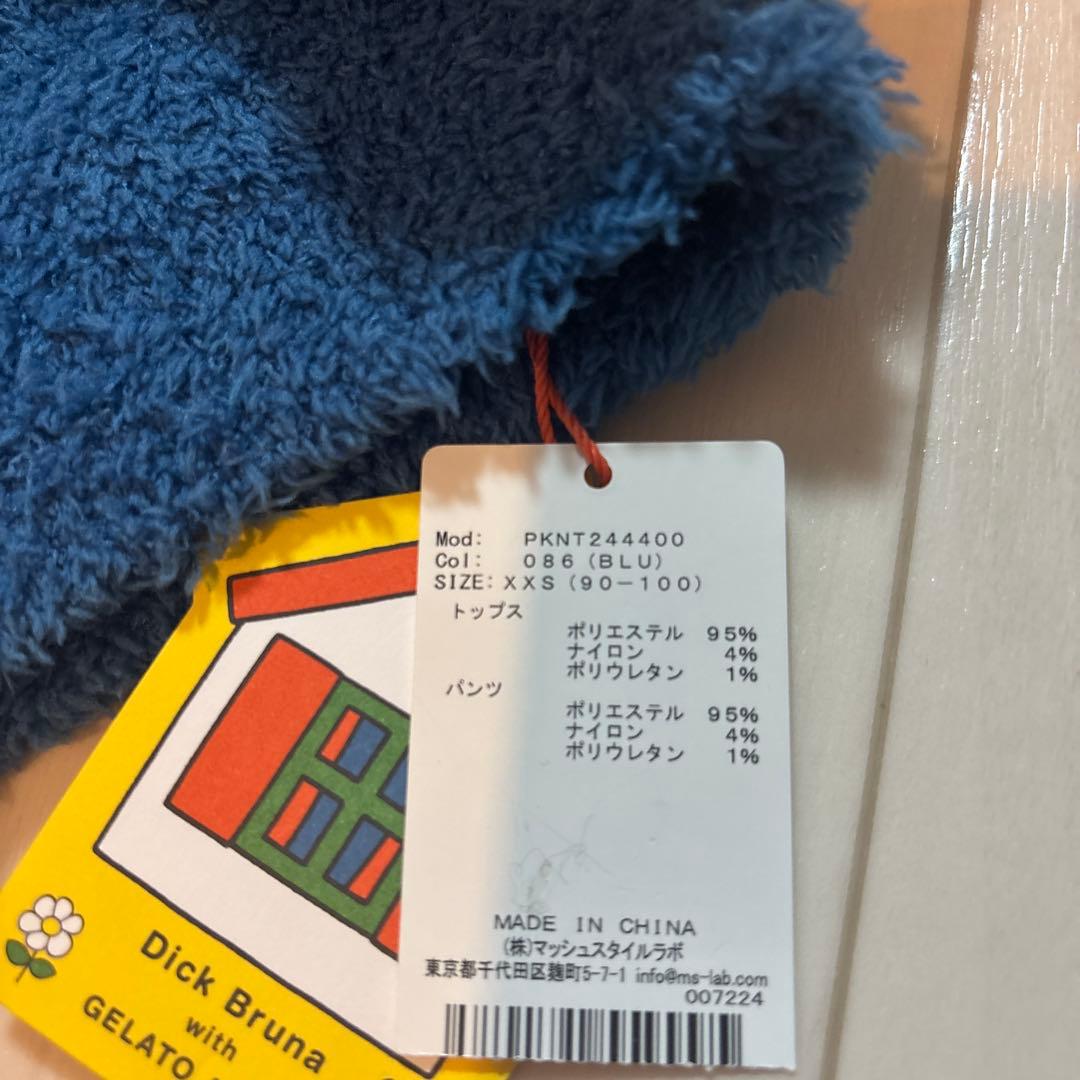 Mod: PKNT244400
Col: 086 (BLU)
SIZE: XXS (90-100)
トップス
ポリエステル 95%
ナイロン 4%
ポリウレタン 1%
パンツ
ポリエステル 95%
ナイロン 4%
ポリウレタン 1%
MADE IN CHINA
(株)マッシュスタイルラボ
東京都千代田区麹町5-7-1 info@ms-lab.com
007224
Dick Bruna
with
GELATO